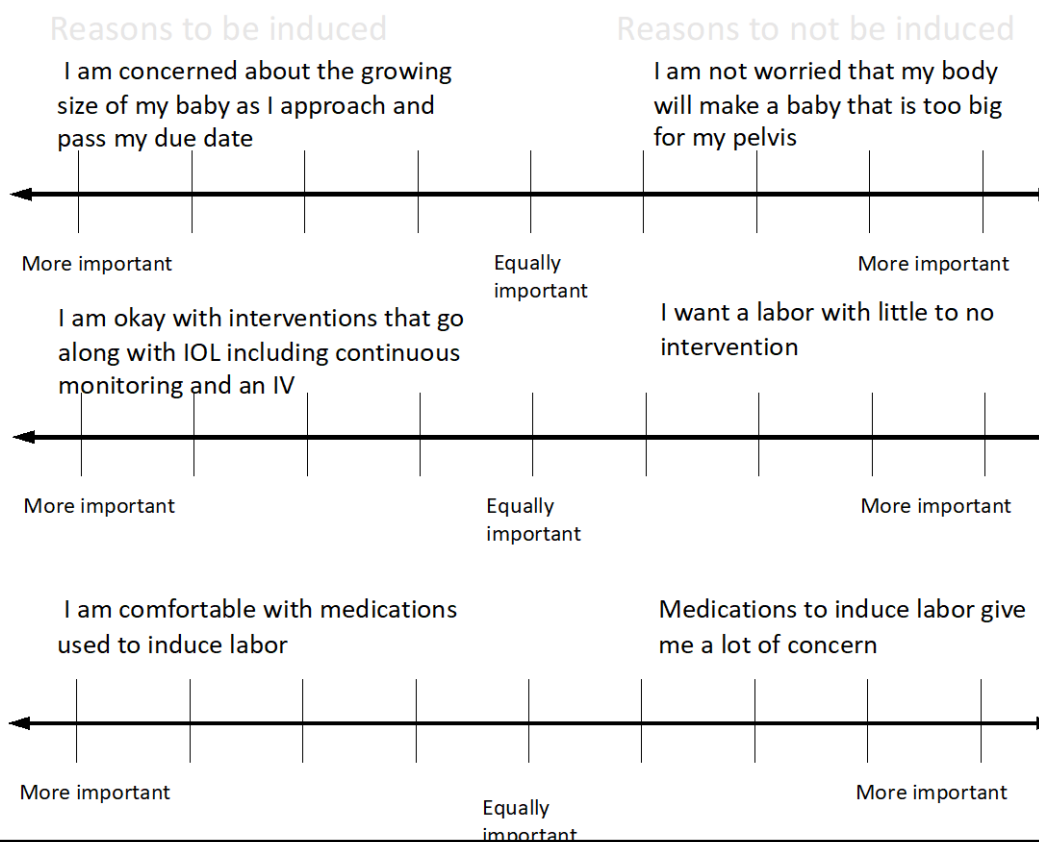 Reasons to be induced
Reasons to not be induced
I am concerned about the growing
size of my baby as I approach and
pass my due date
I am not worried that my body
will make a baby that is too big
for my pelvis
More important
Equally
important
More important
I am okay with interventions that go
along with IOL including continuous
monitoring and an IV
I want a labor with little to no
intervention
More important
Equally
important
More important
I am comfortable with medications
used to induce labor
Medications to induce labor give
me a lot of concern
More important
Equally
important
More important